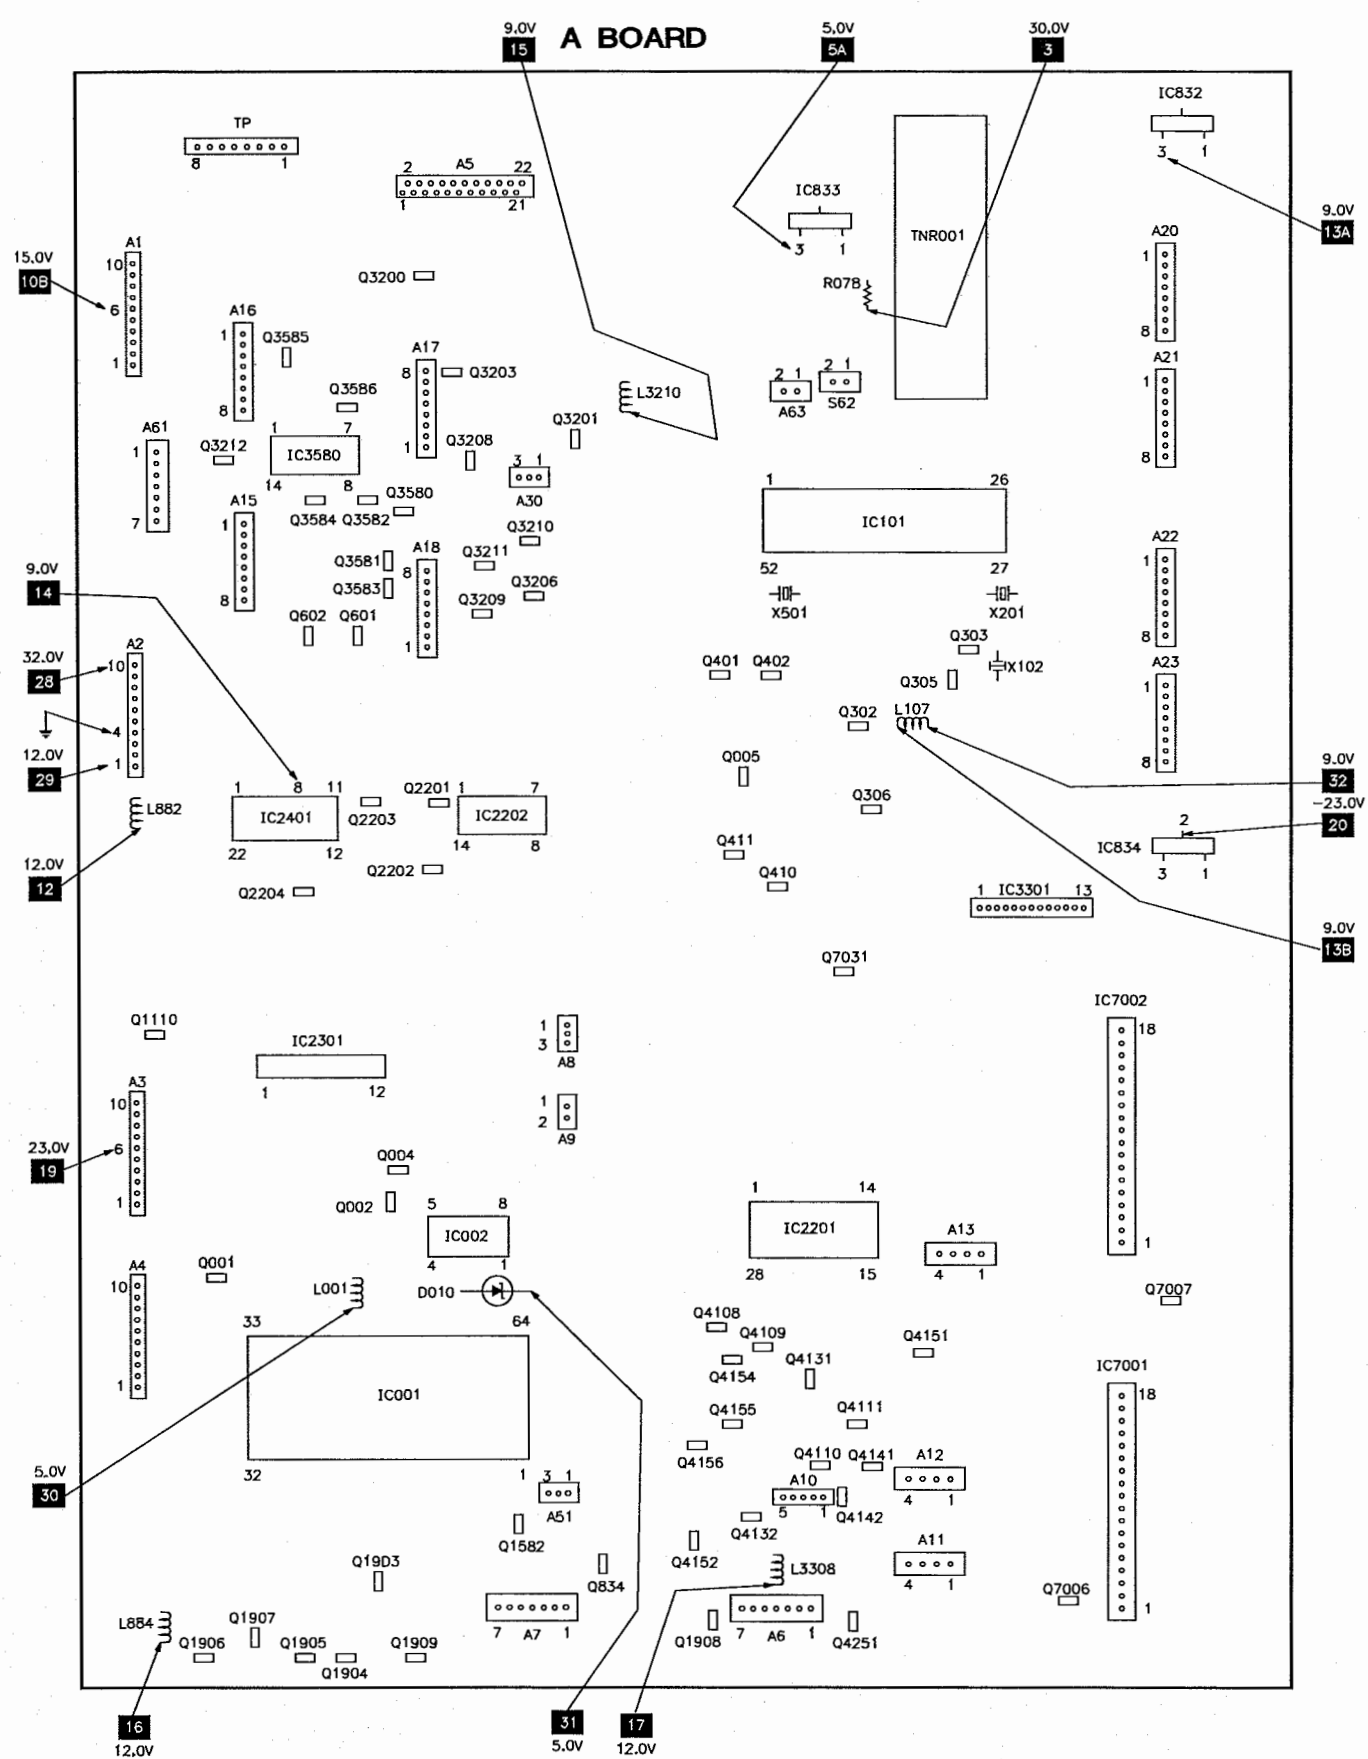 9.0V
15
A BOARD
5.0V
5A
30.0V
3
IC832
3 1
TP
8 1
2 A5 22
1 21
IC833
3 1
TNR001
9.0V
13A
A1
10
6
1
15.0V
10B
Q3200
R078
A20
1
8
A16
1
8
Q3585
A17
8
1
Q3203
Q3586
L3210
2 1
A63
2 1
S62
A21
1
8
A61
1
7
Q3212
1 7
IC3580
14 8
Q3208
Q3201
3 1
A30
1 26
IC101
52 27
A15
1
8
Q3584
Q3582
Q3580
Q3210
A22
1
8
Q3581
A18
8
1
Q3211
Q3583
Q3206
Q3209
9.0V
14
X501
X201
Q602
Q601
Q303
32.0V
28
A2
10
4
1
Q401
Q402
X102
Q305
A23
1
8
12.0V
29
Q302
L107
Q005
9.0V
32
L882
1 8 11
IC2401
22 12
Q2203
Q2201
1 7
IC2202
14 8
Q306
-23.0V
20
2
IC834
3 1
12.0V
12
Q2204
Q2202
Q411
Q410
1 IC3301 13
9.0V
13B
Q7031
IC7002
18
1
Q1110
IC2301
1 12
1
3
A8
A3
10
6
1
1
2
A9
23.0V
19
Q004
Q002
5 8
IC002
4 1
1 14
IC2201
28 15
A13
4 1
Q001
A4
10
1
L001
D010
Q7007
33 64
IC001
32 1
Q4108
Q4109
Q4154
Q4131
Q4151
IC7001
18
1
Q4155
Q4111
Q4156
Q4110
Q4141
A12
4 1
5.0V
30
3 1
A51
A10
5 1
Q4142
Q1582
Q4132
Q4152
A11
4 1
Q19D3
Q834
L3308
Q7006
L884
Q1907
7 A7 1
Q1908
7 A6 1
Q4251
Q1906
Q1905
Q1904
Q1909
16
12.0V
31
5.0V
17
12.0V